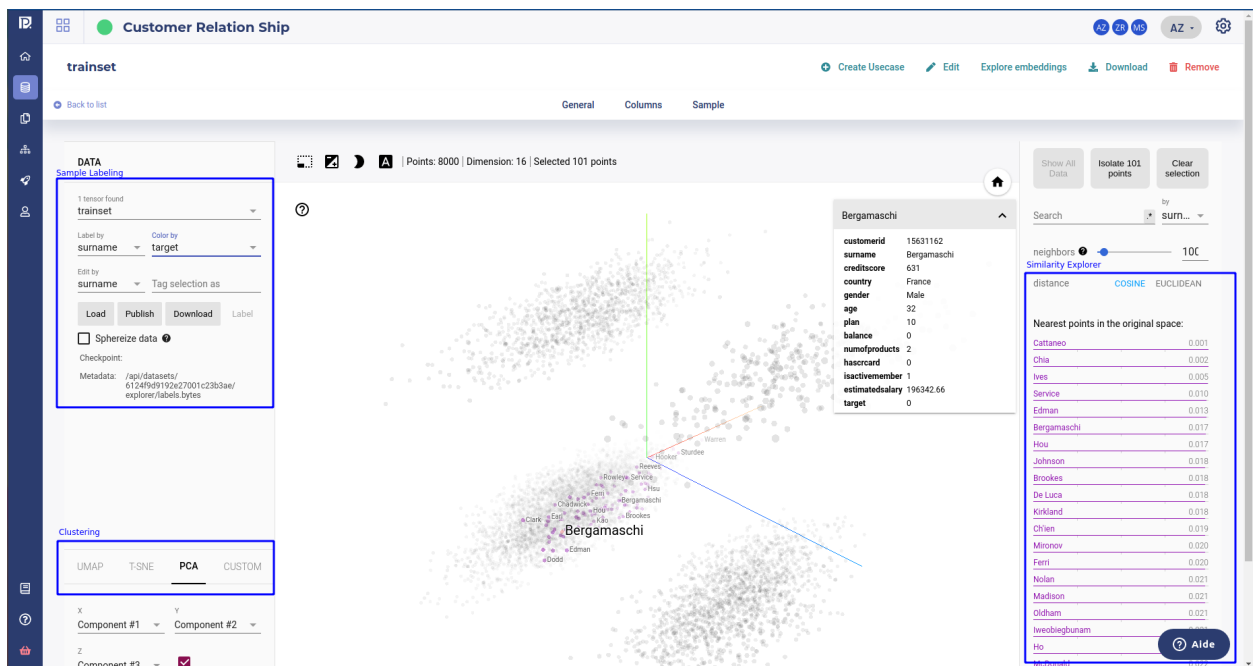 Customer Relation Ship
AZ ZR MS AZ
trainset
Create Usecase Edit Explore embeddings Download Remove
Back to list
General Columns Sample
DATA
Sample Labeling
1 tensor found
trainset
Label by Color by
surname target
Edit by
surname Tag selection as
Load Publish Download Label
Sphereize data
Checkpoint:
Metadata: /api/datasets/
6124f9d9192e27001c23b3ae/
explorer/labels.bytes
Clustering
UMAP T-SNE PCA CUSTOM
X Y
Component #1 Component #2
Z
Component #3
A | Points: 8000 | Dimension: 16 | Selected 101 points
Bergamaschi
customerid 15631162
surname Bergamaschi
creditscore 631
country France
gender Male
age 32
plan 10
balance 0
numofproducts 2
hascrcard 0
isactivemember 1
estimatedsalary 196342.66
target 0
Warren
Hooker Sturdee
Reeves
Rowley Service
Hsu
Ferri
Chadwick Bergamaschi
Hou
Clark Ear Kao Brookes
Bergamaschi
Edman
Dodd
Show All Data
Isolate 101 points
Clear selection
by
Search .* surn...
neighbors 100
Similarity Explorer
distance COSINE EUCLIDEAN
Nearest points in the original space:
Cattaneo 0.001
Chia 0.002
Ives 0.005
Service 0.010
Edman 0.013
Bergamaschi 0.017
Hou 0.017
Johnson 0.018
Brookes 0.018
De Luca 0.018
Kirkland 0.018
Ch'ien 0.019
Mironov 0.020
Ferri 0.020
Nolan 0.021
Madison 0.021
Oldham 0.021
Iweobiegbunam
Ho
McDonald 0.022
Aide